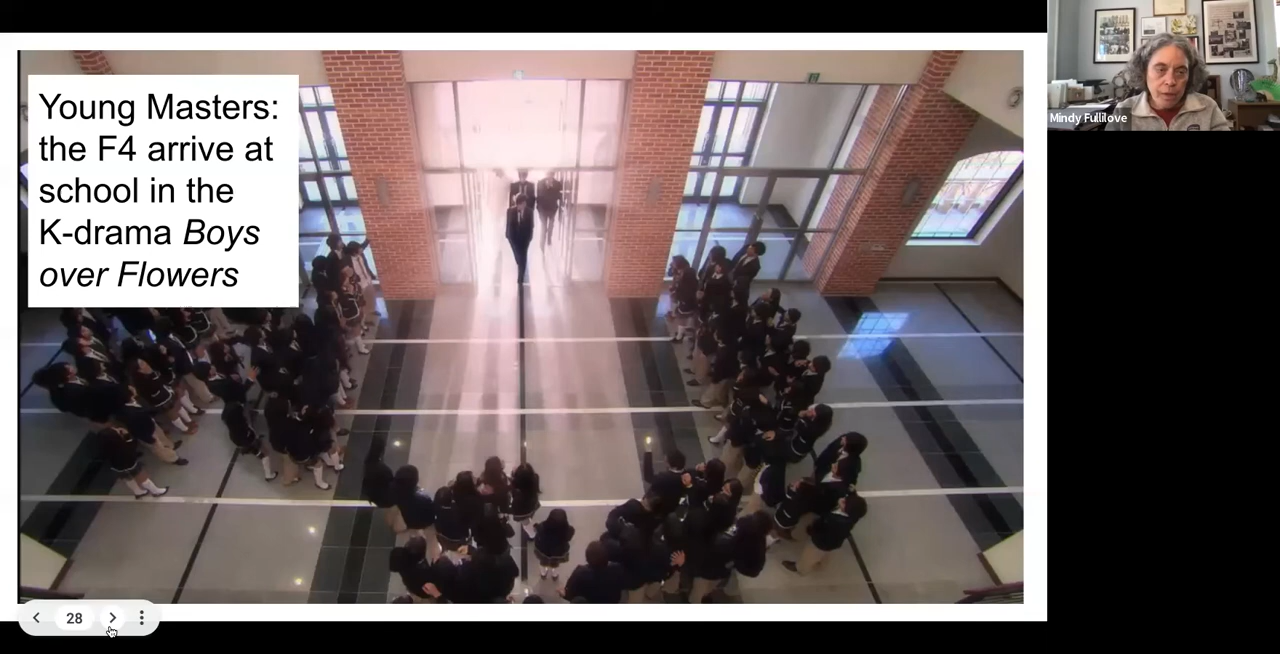 Young Masters:
the F4 arrive at
school in the
K-drama Boys
over Flowers
Mindy Fullilove
28